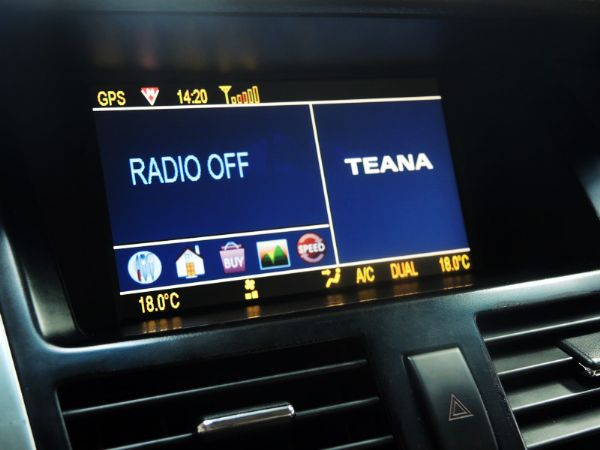 GPS N 14:20
RADIO OFF
TEANA
BUY SPEED
18.0°C A/C DUAL 18.0°C